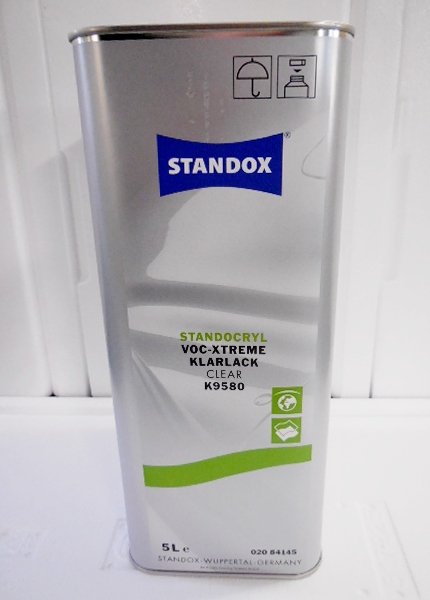 STANDOX®
STANDOCRYL
VOC-XTREME
KLARLACK
CLEAR
K9580
5L e 020 84145
STANDOX·WUPPERTAL·GERMANY